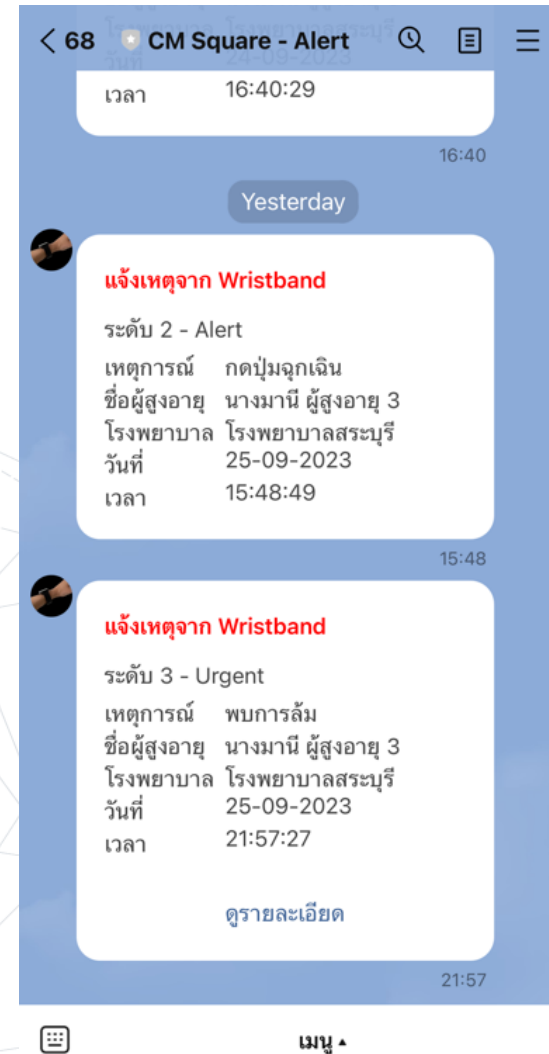 68 CM Square - Alert
24-09-2023
เวลา 16:40:29
16:40
Yesterday
แจ้งเหตุจาก Wristband
ระดับ 2 - Alert
เหตุการณ์ กดปุ่มฉุกเฉิน
ชื่อผู้สูงอายุ นางมานี ผู้สูงอายุ 3
โรงพยาบาล โรงพยาบาลสระบุรี
วันที่ 25-09-2023
เวลา 15:48:49
15:48
แจ้งเหตุจาก Wristband
ระดับ 3 - Urgent
เหตุการณ์ พบการล้ม
ชื่อผู้สูงอายุ นางมานี ผู้สูงอายุ 3
โรงพยาบาล โรงพยาบาลสระบุรี
วันที่ 25-09-2023
เวลา 21:57:27
ดูรายละเอียด
21:57
เมนู